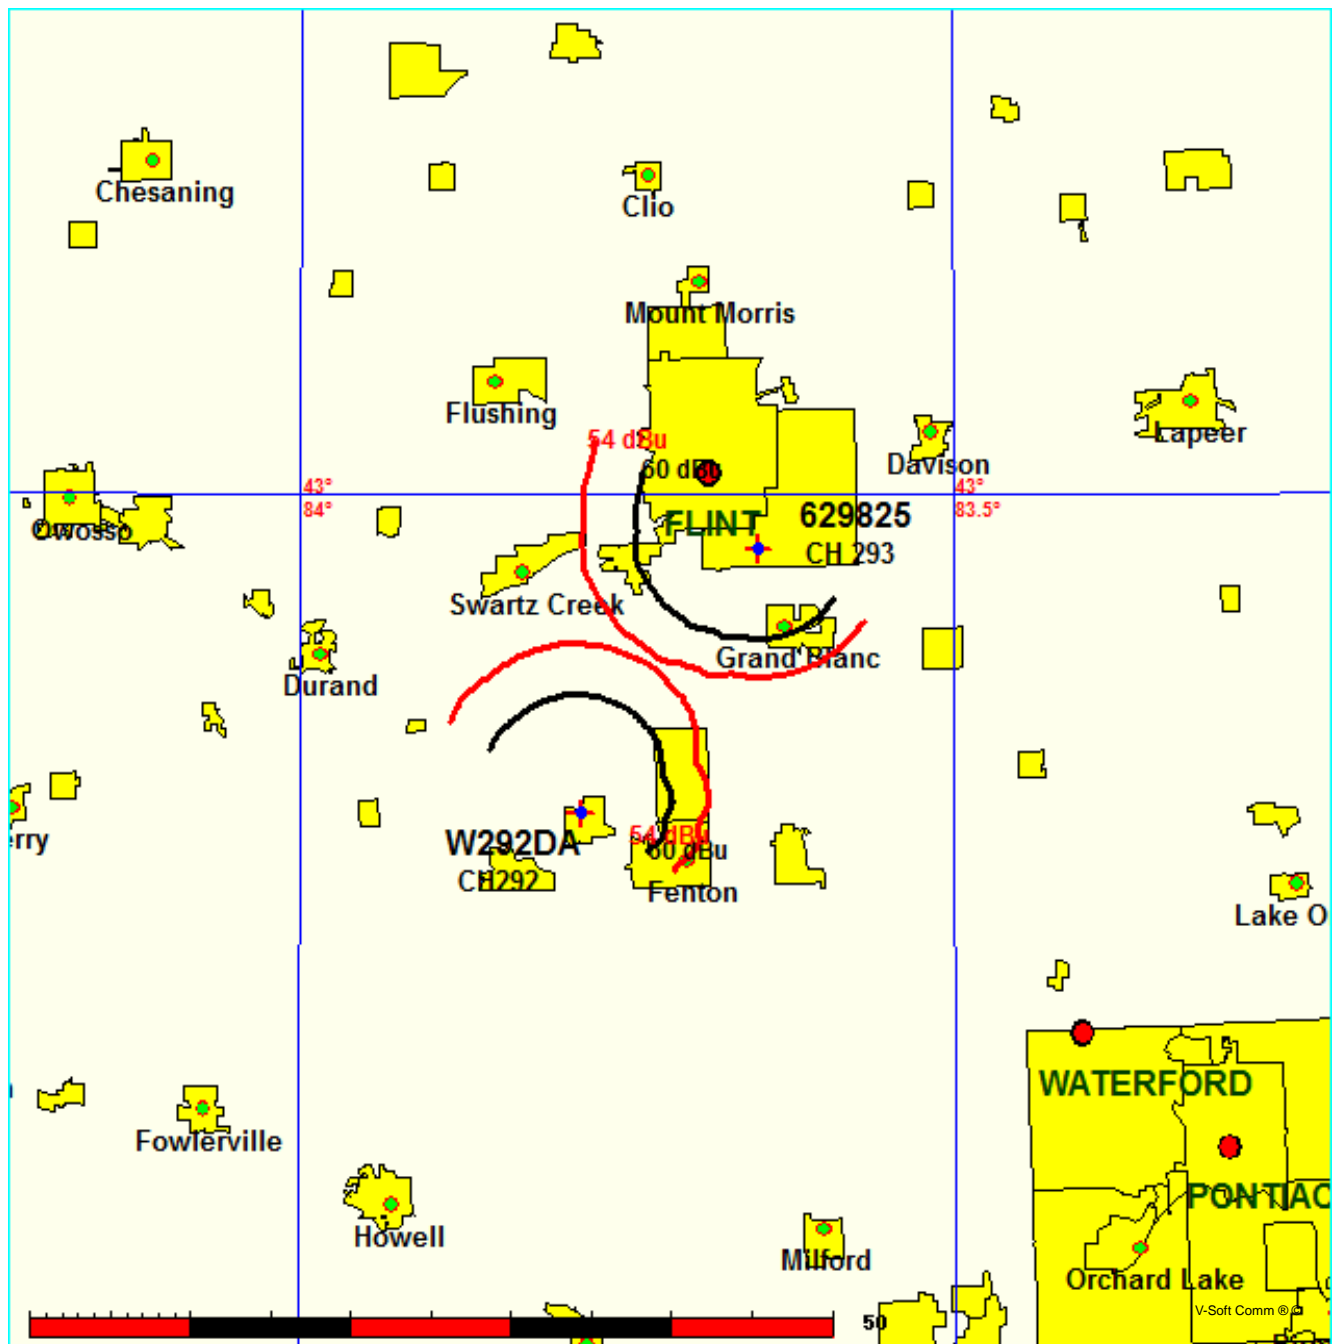 Chesaning
Clio
Mount Morris
Flushing
54 dBu
60 dBu
Davison
Lapeer
43°
84°
43°
83.5°
Owosso
FLINT
629825
CH 293
Swartz Creek
Grand Blanc
Durand
erry
W292DA
CH292
54 dBu
60 dBu
Fenton
Lake O
WATERFORD
Fowlerville
PONTIAC
Howell
Milford
Orchard Lake
V-Soft Comm ® ©
50